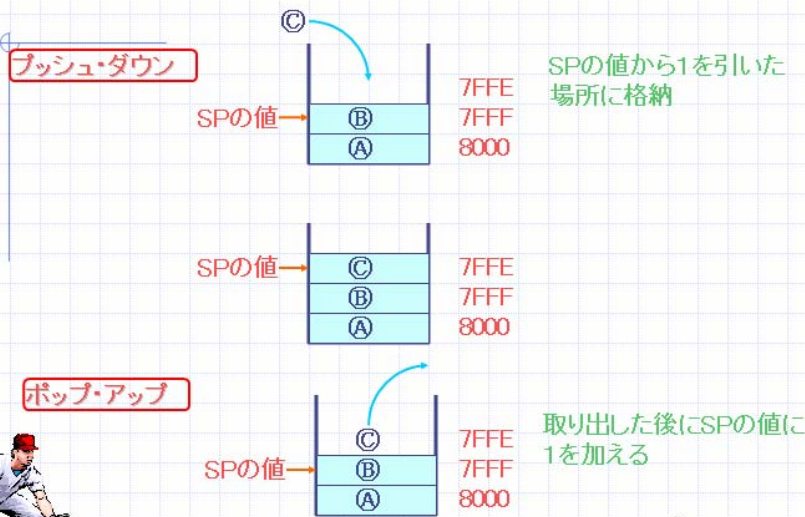 Ⓒ
プッシュ・ダウン
SPの値から1を引いた
場所に格納
7FFE
SPの値 Ⓑ 7FFF
Ⓐ 8000
SPの値 Ⓒ 7FFE
Ⓑ 7FFF
Ⓐ 8000
ポップ・アップ
取り出した後にSPの値に
1を加える
Ⓒ 7FFE
SPの値 Ⓑ 7FFF
Ⓐ 8000